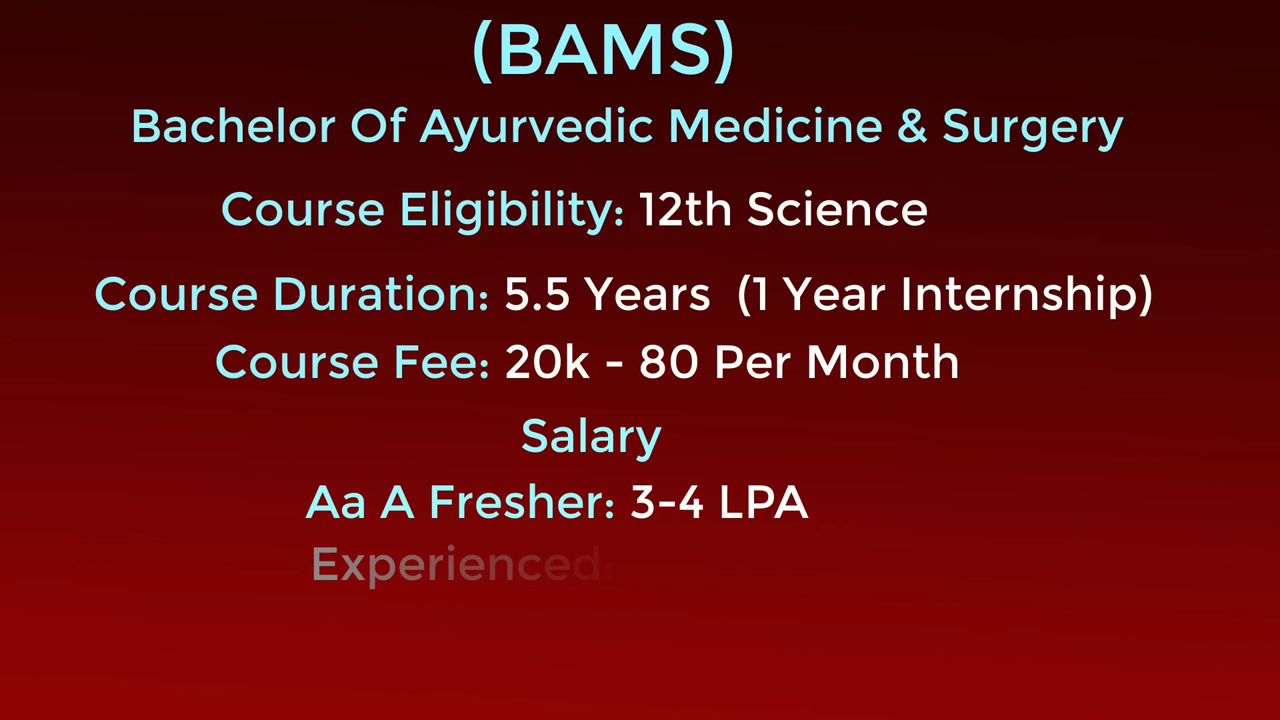 (BAMS)
Bachelor Of Ayurvedic Medicine & Surgery
Course Eligibility: 12th Science
Course Duration: 5.5 Years (1 Year Internship)
Course Fee: 20k - 80 Per Month
Salary
Aa A Fresher: 3-4 LPA
Experienced: